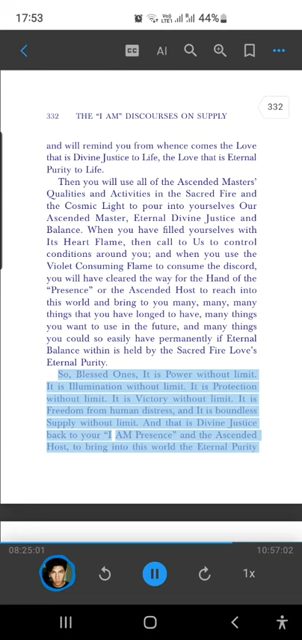 17:53
44%
CC
AI
332
332 THE "I AM" DISCOURSES ON SUPPLY
and will remind you from whence comes the Love
that is Divine Justice to Life, the Love that is Eternal
Purity to Life.
Then you will use all of the Ascended Masters'
Qualities and Activities in the Sacred Fire and
the Cosmic Light to pour into yourselves Our
Ascended Master, Eternal Divine Justice and
Balance. When you have filled yourselves with
Its Heart Flame, then call to Us to control
conditions around you; and when you use the
Violet Consuming Flame to consume the discord,
you will have cleared the way for the Hand of the
"Presence" or the Ascended Host to reach into
this world and bring to you many, many, many
things that you have longed to have, many things
you want to use in the future, and many things
you could so easily have permanently if Eternal
Balance within is held by the Sacred Fire Love's
Eternal Purity.
So, Blessed Ones, It is Power without limit.
It is Illumination without limit. It is Protection
without limit. It is Victory without limit. It is
Freedom from human distress, and It is boundless
Supply without limit. And that is Divine Justice
back to your "I AM Presence" and the Ascended
Host, to bring into this world the Eternal Purity
08:25:01
10:57:02
1x